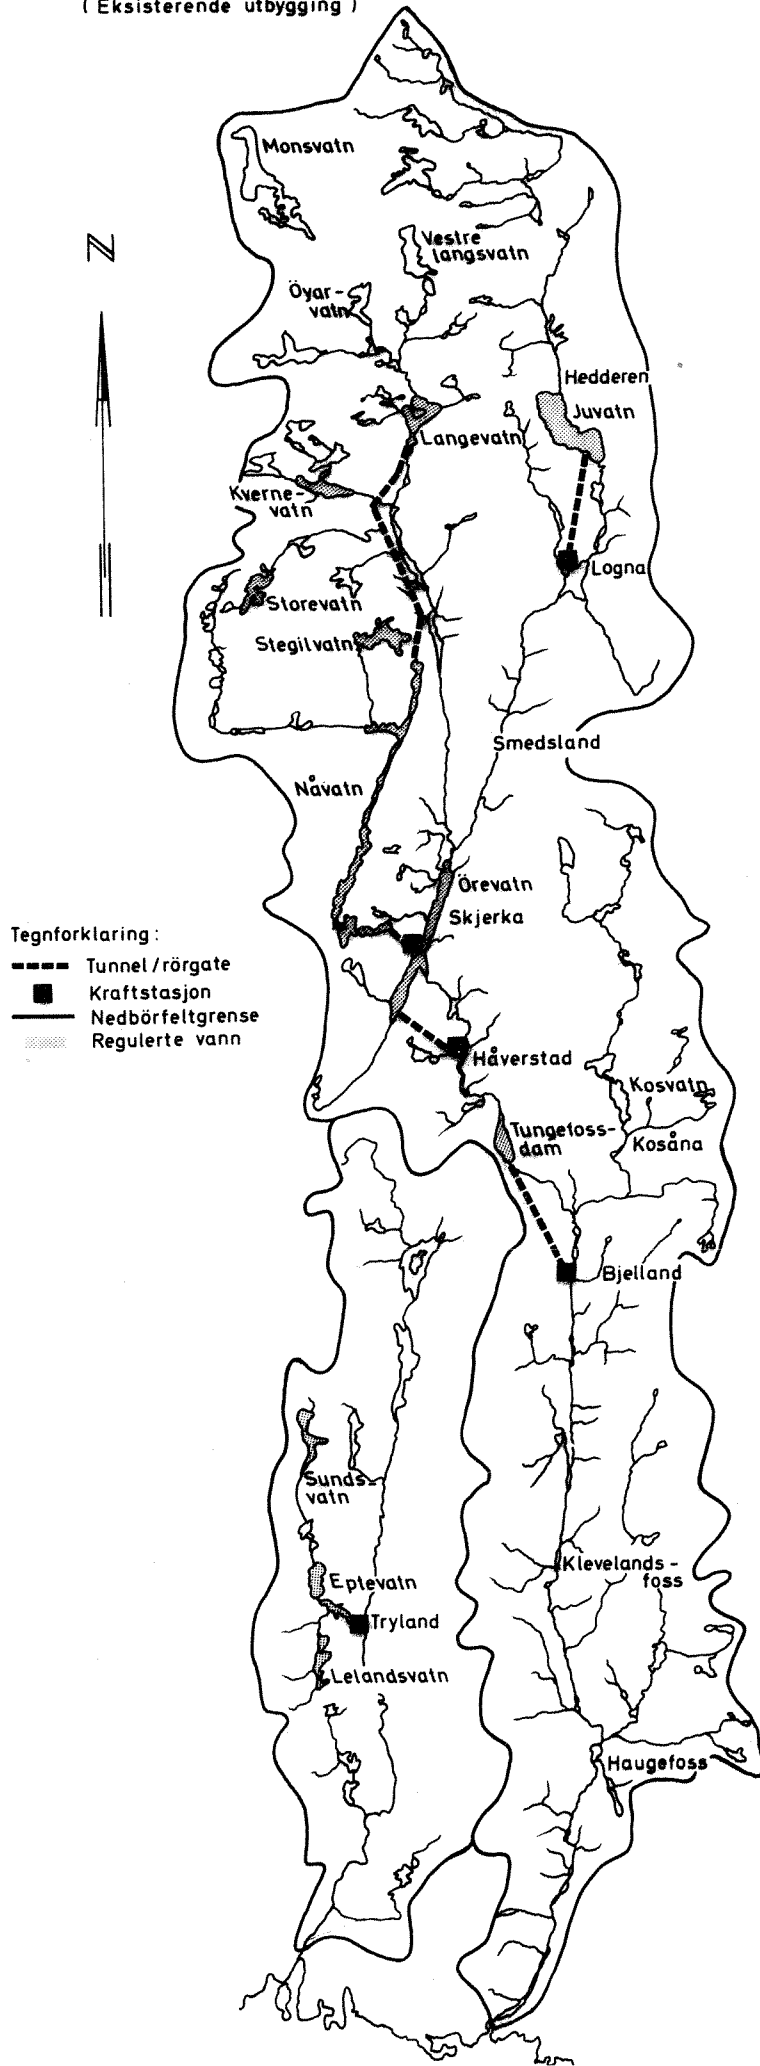 ( Eksisterende utbygging )
Monsvatn
N
Vestre
langsvatn
Öyar-
vatn
Hedderen
Juvatn
Langevatn
Kverne-
vatn
Logna
Storevatn
Stegilvatn
Smedsland
Nåvatn
Örevatn
Skjerka
Tegnforklaring :
Tunnel/rörgate
Kraftstasjon
Nedbörfeltgrense
Regulerte vann
Håverstad
Kosvatn
Tungefoss-
dam
Kosåna
Bjelland
Sunds-
vatn
Klevelands-
foss
Eptevatn
Tryland
Lelandsvatn
Haugefoss